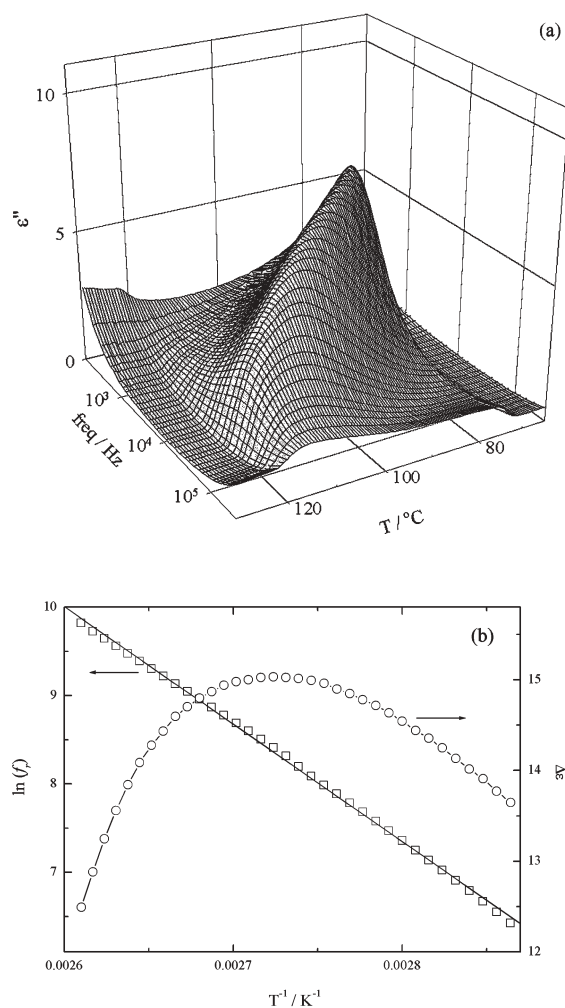 (a)
10
5
0
ε"
10³
10⁴
10⁵
freq / Hz
120
100
80
T / °C
(b)
10
9
8
7
ln (fᵣ)
15
14
13
12
Δε
0.0026
0.0027
0.0028
T⁻¹ / K⁻¹